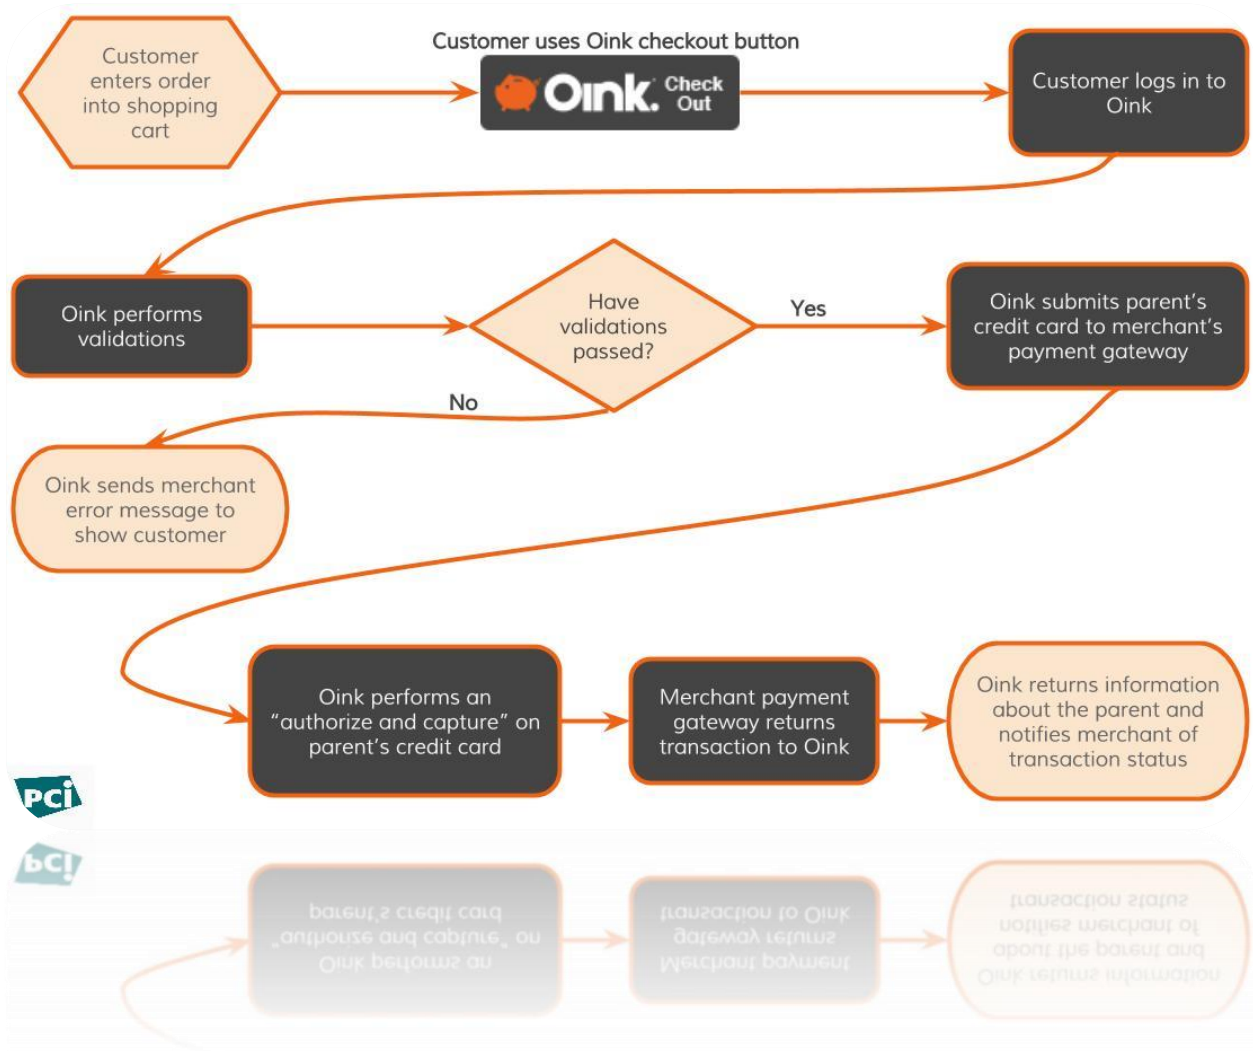 Customer
enters order
into shopping
cart
Customer uses Oink checkout button
Oink. Check
Out
Customer logs in to
Oink
Oink performs
validations
Have
validations
passed?
Yes
Oink submits parent's
credit card to merchant's
payment gateway
No
Oink sends merchant
error message to
show customer
Oink performs an
“authorize and capture” on
parent's credit card
Merchant payment
gateway returns
transaction to Oink
Oink returns information
about the parent and
notifies merchant of
transaction status
PCi